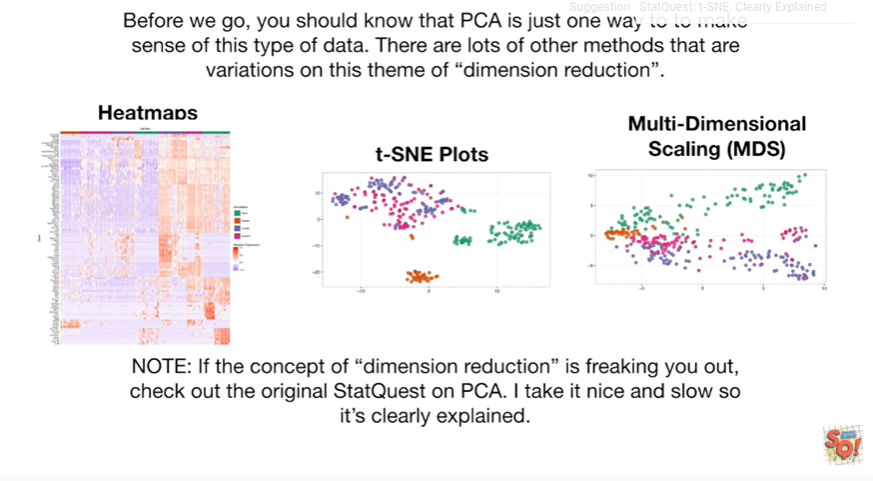 Suggestion : StatQuest: t-SNE, Clearly Explained
Before we go, you should know that PCA is just one way to to make
sense of this type of data. There are lots of other methods that are
variations on this theme of “dimension reduction”.
Heatmaps
t-SNE Plots
Multi-Dimensional
Scaling (MDS)
10
0
-10
-20
-10
0
10
10
5
0
-5
-5
0
5
10
NOTE: If the concept of “dimension reduction” is freaking you out,
check out the original StatQuest on PCA. I take it nice and slow so
it’s clearly explained.
SQ!